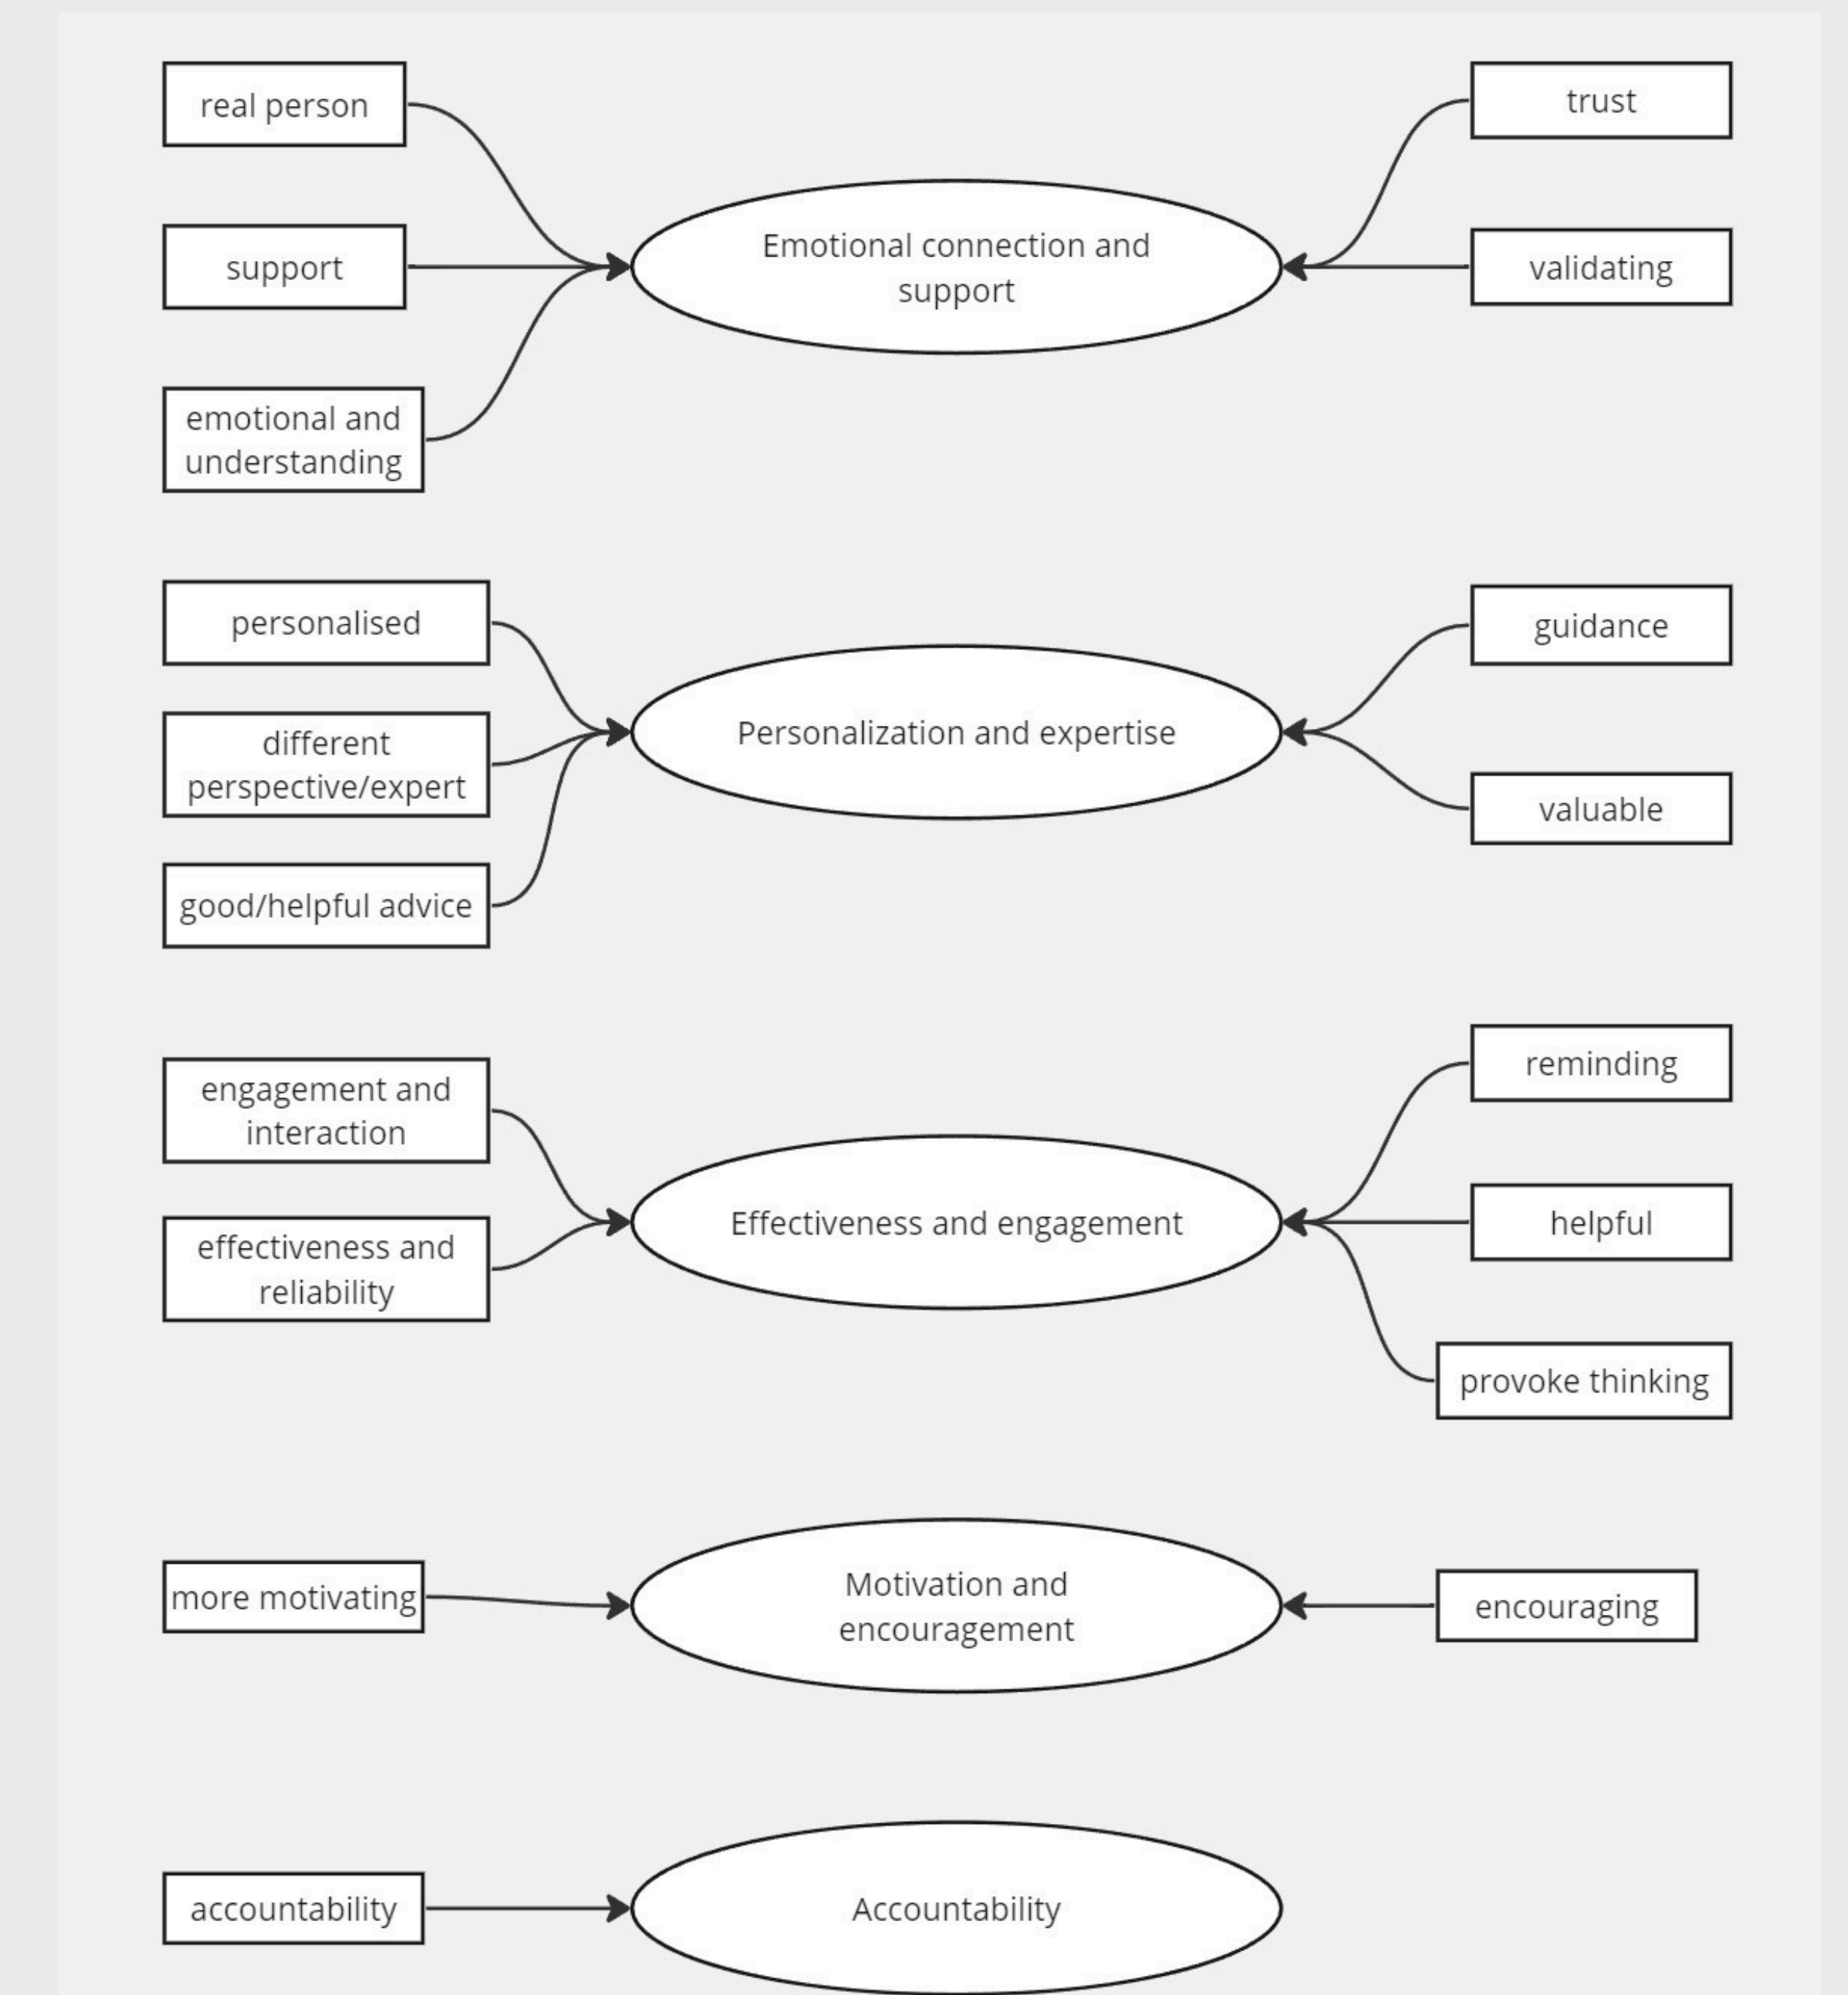 real person
trust
Emotional connection and
support
support
validating
emotional and
understanding
personalised
guidance
different
perspective/expert
Personalization and expertise
valuable
good/helpful advice
reminding
engagement and
interaction
Effectiveness and engagement
helpful
effectiveness and
reliability
provoke thinking
more motivating
Motivation and
encouragement
encouraging
accountability
Accountability